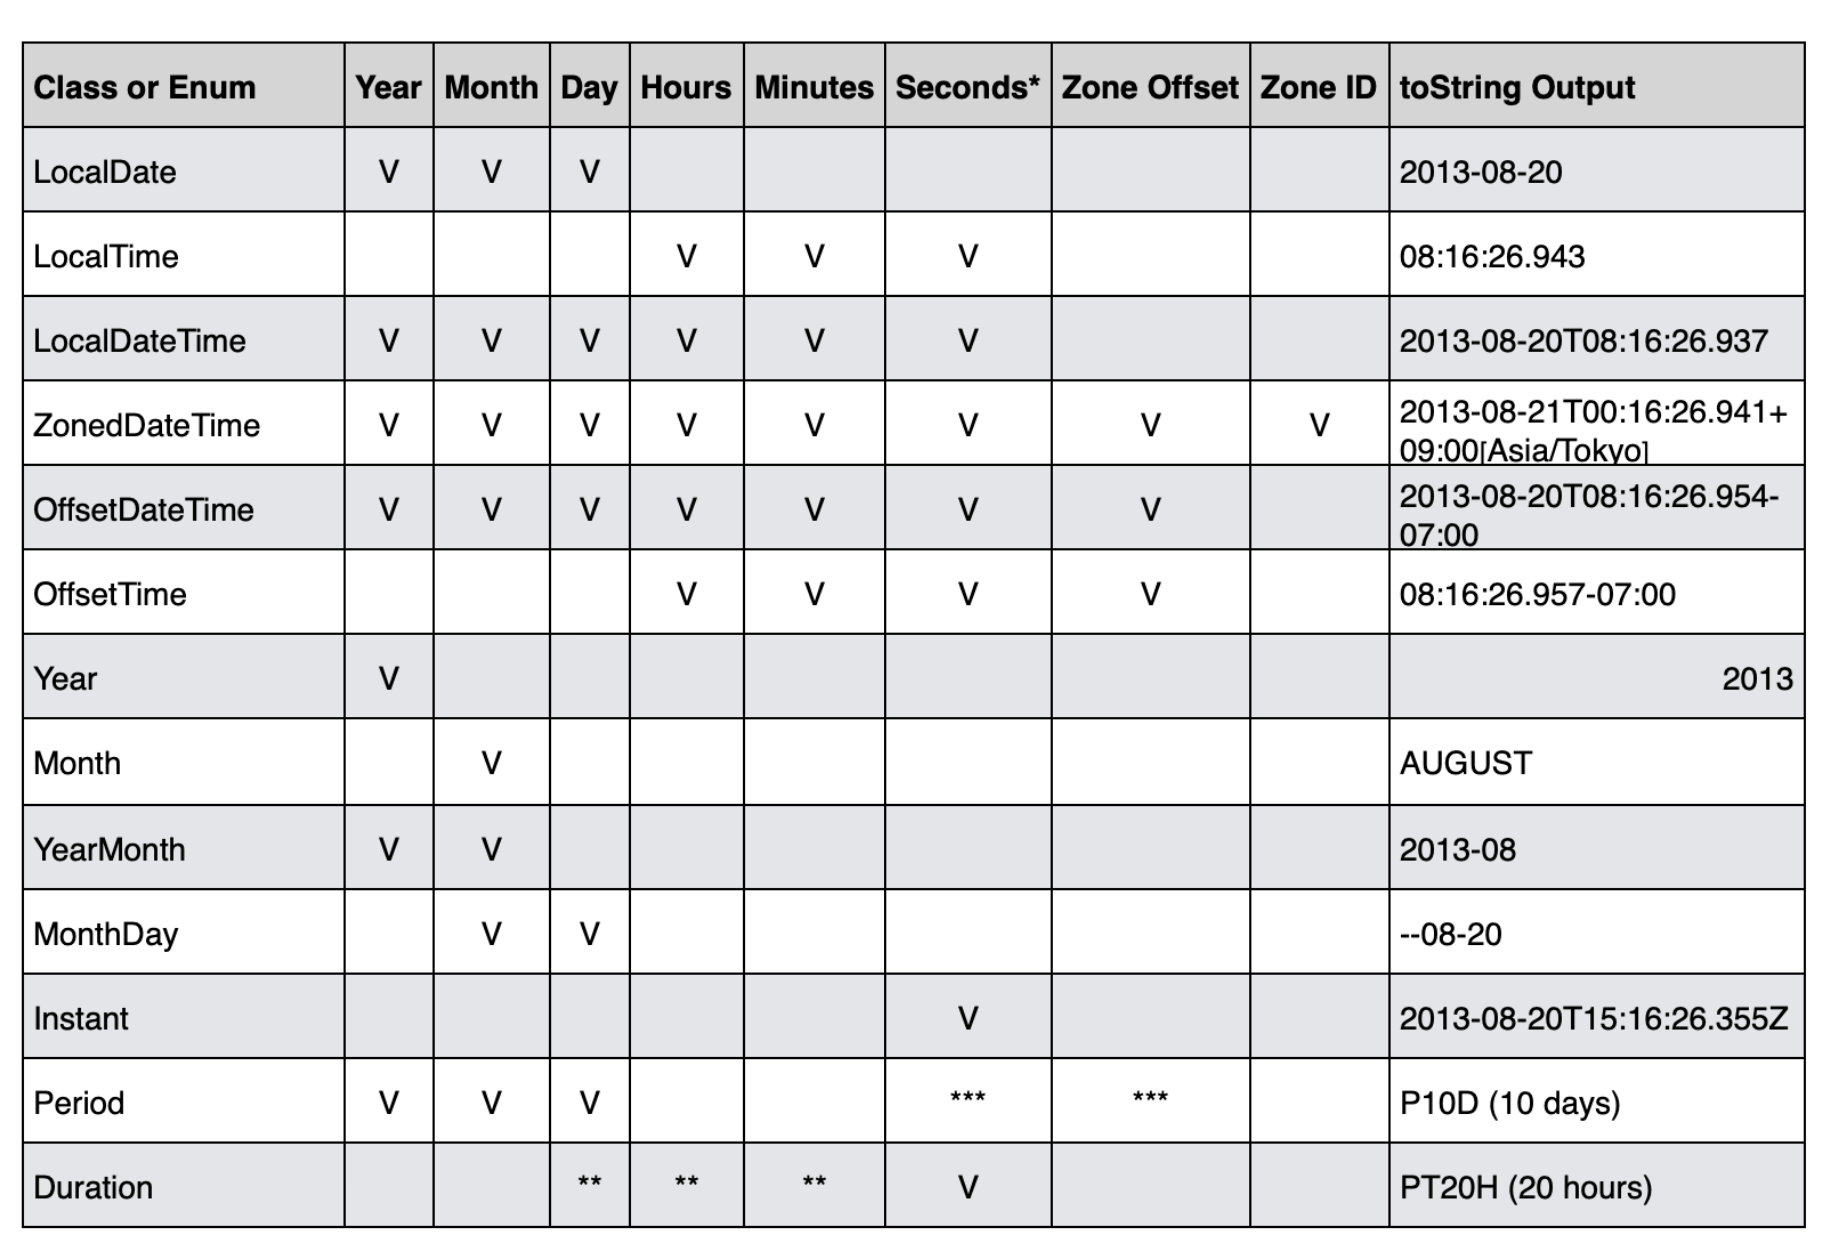 Class or Enum Year Month Day Hours Minutes Seconds* Zone Offset Zone ID toString Output
LocalDate V V V 2013-08-20
LocalTime V V V 08:16:26.943
LocalDateTime V V V V V V 2013-08-20T08:16:26.937
ZonedDateTime V V V V V V V V 2013-08-21T00:16:26.941+
09:00[Asia/Tokyo]
OffsetDateTime V V V V V V V 2013-08-20T08:16:26.954-
07:00
OffsetTime V V V V 08:16:26.957-07:00
Year V 2013
Month V AUGUST
YearMonth V V 2013-08
MonthDay V V --08-20
Instant V 2013-08-20T15:16:26.355Z
Period V V V *** *** P10D (10 days)
Duration ** ** ** V PT20H (20 hours)